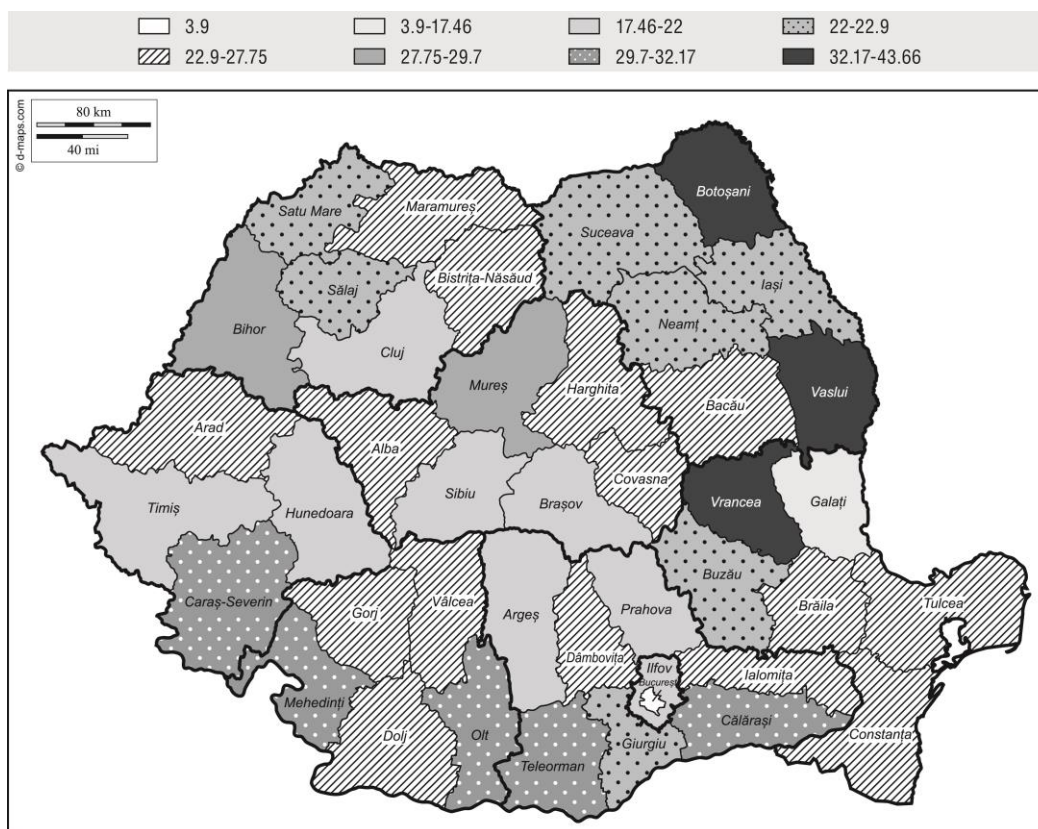 3.9 3.9-17.46 17.46-22 22-22.9
22.9-27.75 27.75-29.7 29.7-32.17 32.17-43.66
© d-maps.com
80 km
40 mi
Botoșani
Satu Mare
Maramureș
Suceava
Bistrița-Năsăud
Iași
Sălaj
Neamț
Bihor
Cluj
Mureș
Harghita
Vaslui
Bacău
Arad
Alba
Covasna
Sibiu
Brașov
Vrancea
Galați
Timiș
Hunedoara
Buzău
Caraș-Severin
Vâlcea
Gorj
Argeș
Prahova
Brăila
Tulcea
Dâmbovița
Ilfov
București
Ialomița
Mehedinți
Călărași
Dolj
Olt
Giurgiu
Constanța
Teleorman